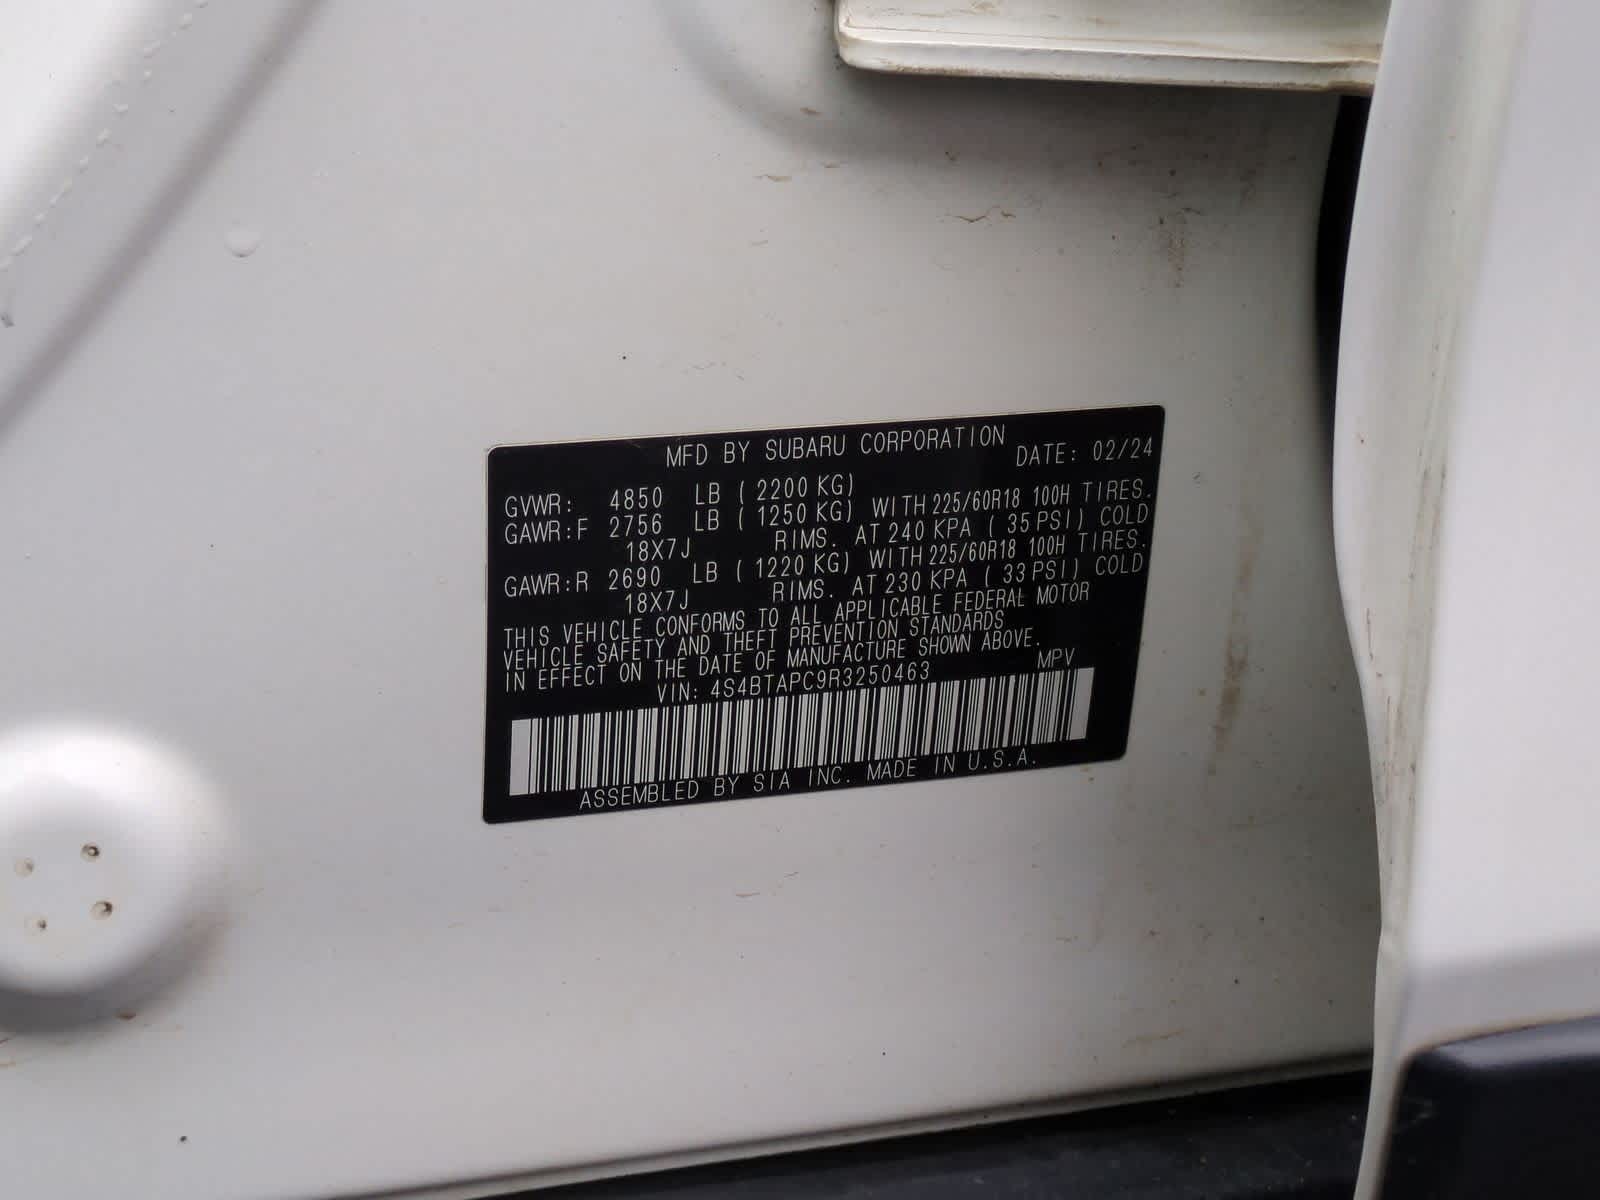 MFD BY SUBARU CORPORATION DATE: 02/24
GVWR: 4850 LB ( 2200 KG)
GAWR:F 2756 LB ( 1250 KG) WITH 225/60R18 100H TIRES.
18X7J RIMS. AT 240 KPA ( 35 PSI) COLD
GAWR:R 2690 LB ( 1220 KG) WITH 225/60R18 100H TIRES.
18X7J RIMS. AT 230 KPA ( 33 PSI) COLD
THIS VEHICLE CONFORMS TO ALL APPLICABLE FEDERAL MOTOR
VEHICLE SAFETY AND THEFT PREVENTION STANDARDS
IN EFFECT ON THE DATE OF MANUFACTURE SHOWN ABOVE.
VIN: 4S4BTAPC9R3250463 MPV
ASSEMBLED BY SIA INC. MADE IN U.S.A.